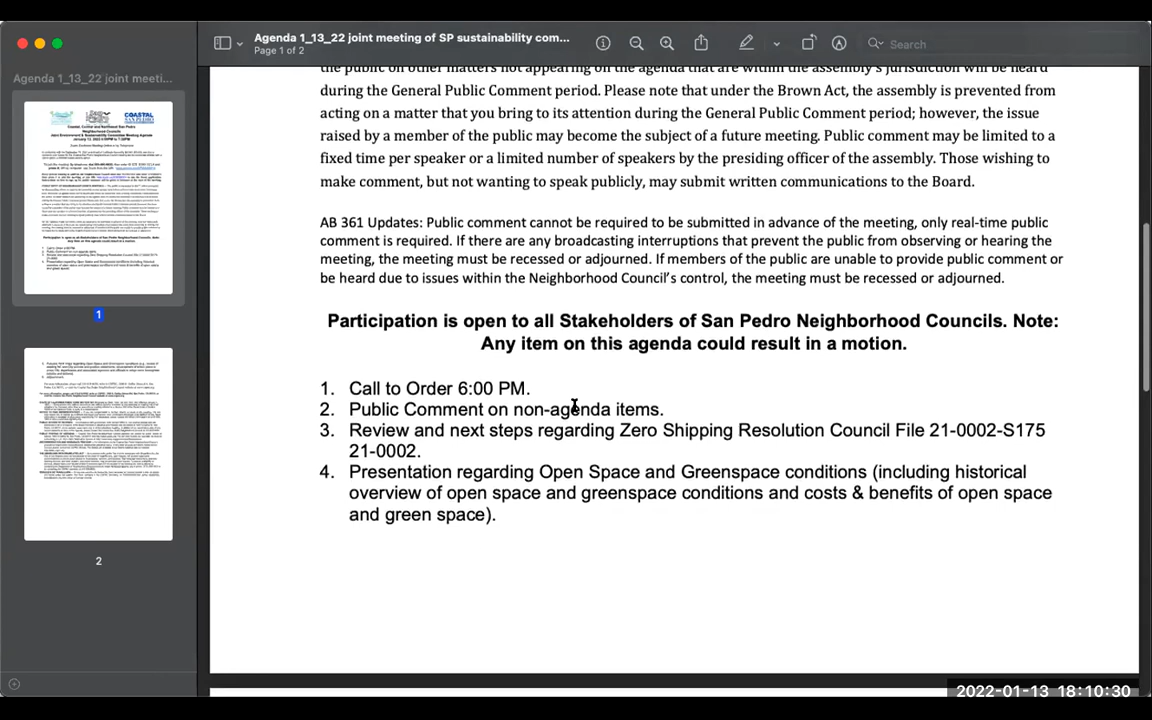 Agenda 1_13_22 joint meeting of SP sustainability com...
Page 1 of 2
Search
Agenda 1_13_22 joint meeti...
1
2
the public on other matters not appearing on the agenda that are within the assembly's jurisdiction will be heard
during the General Public Comment period. Please note that under the Brown Act, the assembly is prevented from
acting on a matter that you bring to its attention during the General Public Comment period; however, the issue
raised by a member of the public may become the subject of a future meeting. Public comment may be limited to a
fixed time per speaker or a limited number of speakers by the presiding officer of the assembly. Those wishing to
make comment, but not wanting to speak publicly, may submit written communications to the Board.
AB 361 Updates: Public comment cannot be required to be submitted in advance of the meeting, only real-time public
comment is required. If there are any broadcasting interruptions that prevent the public from observing or hearing the
meeting, the meeting must be recessed or adjourned. If members of the public are unable to provide public comment or
be heard due to issues within the Neighborhood Council's control, the meeting must be recessed or adjourned.
Participation is open to all Stakeholders of San Pedro Neighborhood Councils. Note:
Any item on this agenda could result in a motion.
1. Call to Order 6:00 PM.
2. Public Comment on non-agenda items.
3. Review and next steps regarding Zero Shipping Resolution Council File 21-0002-S175
21-0002.
4. Presentation regarding Open Space and Greenspace conditions (including historical
overview of open space and greenspace conditions and costs & benefits of open space
and green space).
2022-01-13 18:10:30